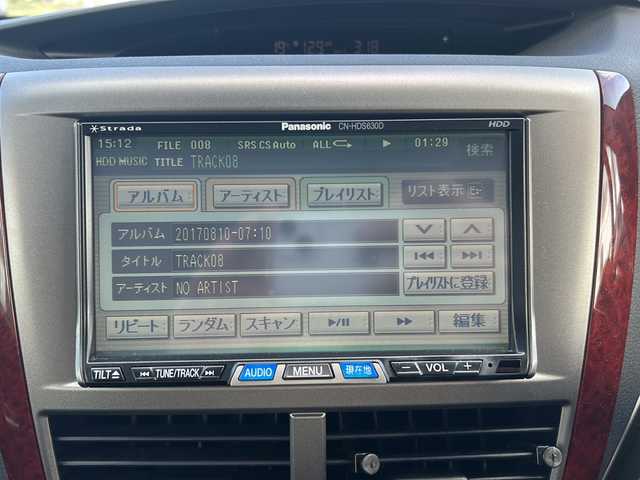 Strada Panasonic CN-HDS630D HDD
15:12 FILE 008 SRS CS Auto ALL 01:29 検索
HDD MUSIC TITLE TRACK08
アルバム アーティスト プレイリスト リスト表示
アルバム 20170810-07:10
タイトル TRACK08
アーティスト NO ARTIST プレイリストに登録
リピート ランダム スキャン 編集
TILT TUNE/TRACK AUDIO MENU 現在地 VOL